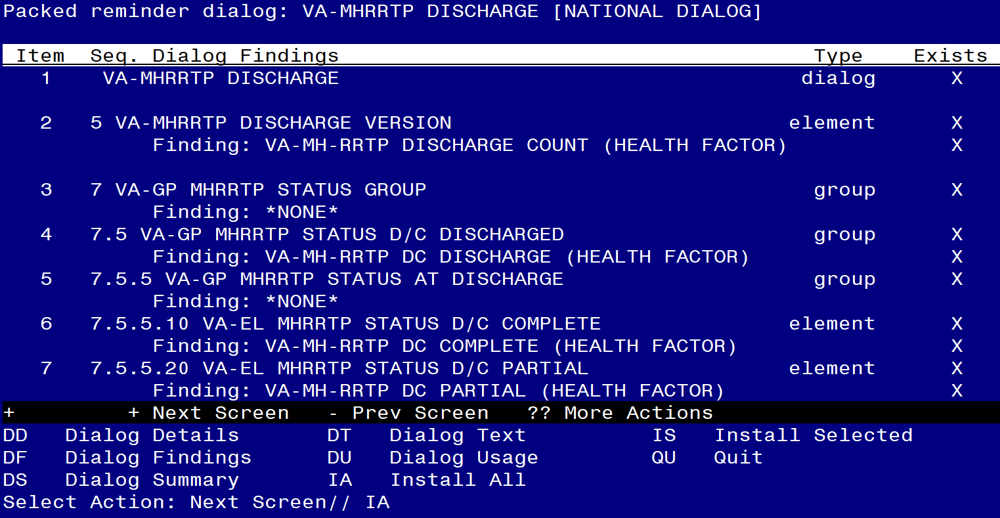 Packed reminder dialog: VA-MHRRTP DISCHARGE [NATIONAL DIALOG]
Item Seq. Dialog Findings Type Exists
1 VA-MHRRTP DISCHARGE dialog X
2 5 VA-MHRRTP DISCHARGE VERSION element X
Finding: VA-MH-RRTP DISCHARGE COUNT (HEALTH FACTOR) X
3 7 VA-GP MHRRTP STATUS GROUP group X
Finding: *NONE*
4 7.5 VA-GP MHRRTP STATUS D/C DISCHARGED group X
Finding: VA-MH-RRTP DC DISCHARGE (HEALTH FACTOR) X
5 7.5.5 VA-GP MHRRTP STATUS AT DISCHARGE group X
Finding: *NONE*
6 7.5.5.10 VA-EL MHRRTP STATUS D/C COMPLETE element X
Finding: VA-MH-RRTP DC COMPLETE (HEALTH FACTOR) X
7 7.5.5.20 VA-EL MHRRTP STATUS D/C PARTIAL element X
Finding: VA-MH-RRTP DC PARTIAL (HEALTH FACTOR) X
+ + Next Screen - Prev Screen ?? More Actions
DD Dialog Details DT Dialog Text IS Install Selected
DF Dialog Findings DU Dialog Usage QU Quit
DS Dialog Summary IA Install All
Select Action: Next Screen// IA